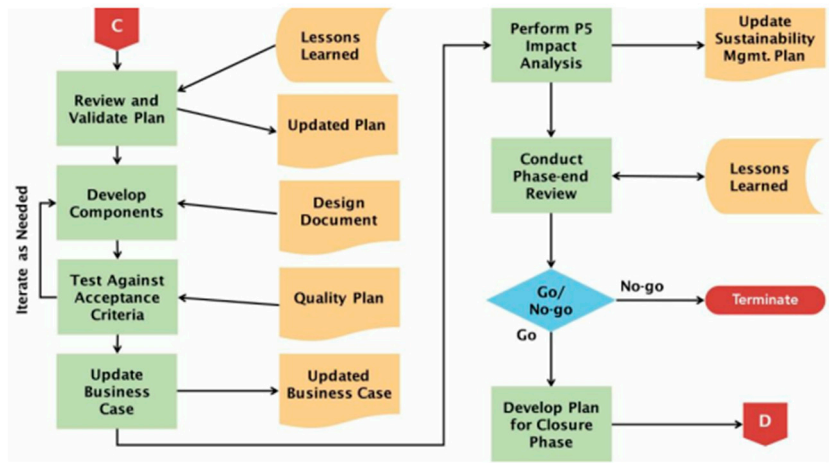 C
Lessons
Learned
Review and
Validate Plan
Updated Plan
Develop
Components
Design
Document
Iterate as Needed
Test Against
Acceptance
Criteria
Quality Plan
Update
Business
Case
Updated
Business Case
Perform P5
Impact
Analysis
Update
Sustainability
Mgmt. Plan
Conduct
Phase-end
Review
Lessons
Learned
Go/
No-go
No-go
Terminate
Go
Develop Plan
for Closure
Phase
D